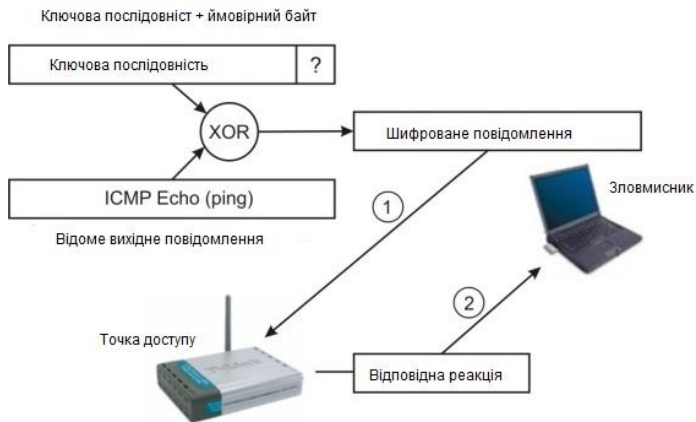 Ключова послідовніст + ймовірний байт
Ключова послідовність
?
XOR
Шифроване повідомлення
ICMP Echo (ping)
Зловмисник
1
Відоме вихідне повідомлення
2
Точка доступу
D-Link
Відповідна реакція